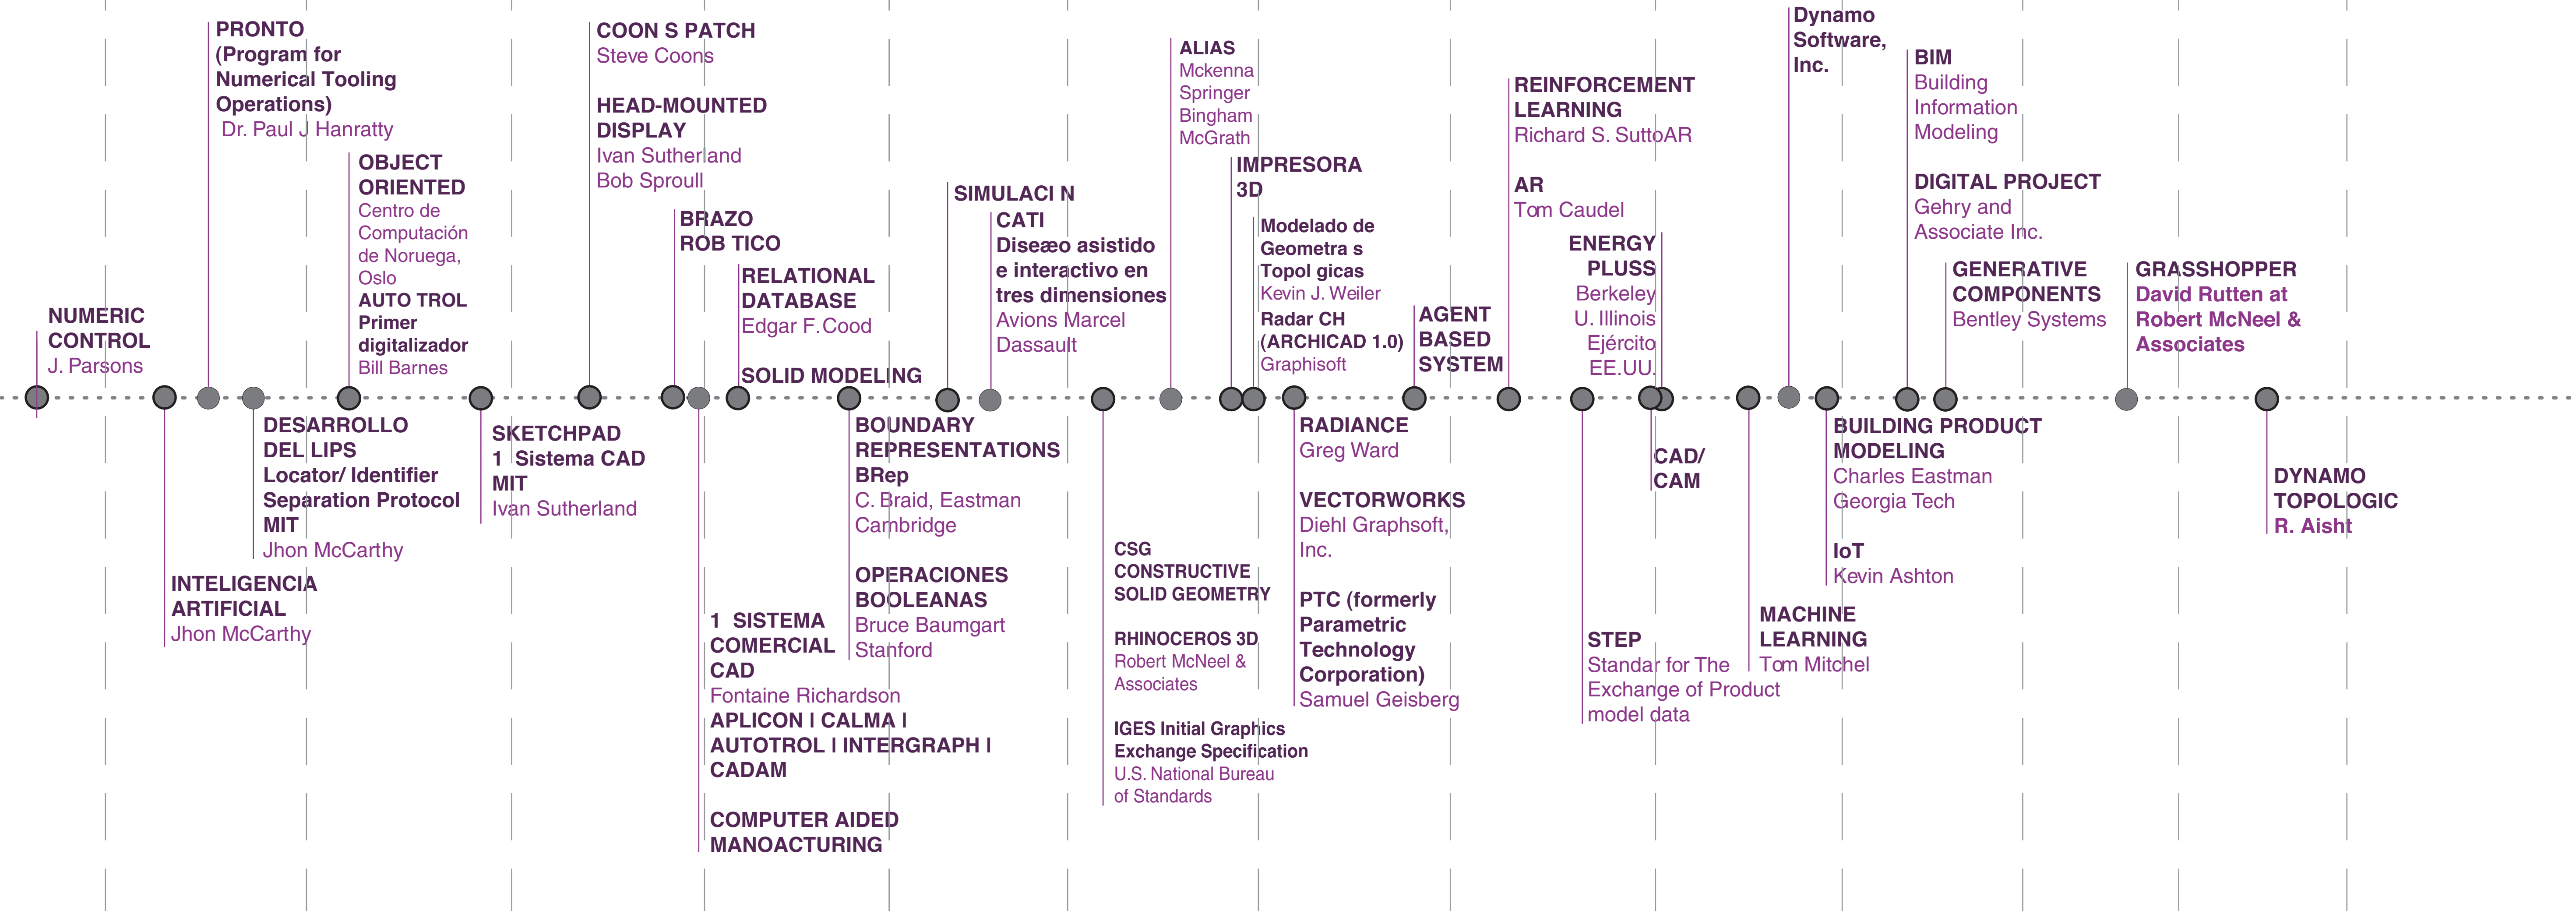 NUMERIC
CONTROL
J. Parsons
INTELIGENCIA
ARTIFICIAL
Jhon McCarthy
PRONTO
(Program for
Numerical Tooling
Operations)
Dr. Paul J Hanratty
DESARROLLO
DEL LIPS
Locator/ Identifier
Separation Protocol
MIT
Jhon McCarthy
OBJECT
ORIENTED
Centro de
Computación
de Noruega,
Oslo
AUTO TROL
Primer
digitalizador
Bill Barnes
SKETCHPAD
1 Sistema CAD
MIT
Ivan Sutherland
COON S PATCH
Steve Coons
HEAD-MOUNTED
DISPLAY
Ivan Sutherland
Bob Sproull
BRAZO
ROB TICO
1 SISTEMA
COMERCIAL
CAD
Fontaine Richardson
APLICON | CALMA |
AUTOTROL | INTERGRAPH |
CADAM
COMPUTER AIDED
MANOACTURING
RELATIONAL
DATABASE
Edgar F.Cood
SOLID MODELING
BOUNDARY
REPRESENTATIONS
BRep
C. Braid, Eastman
Cambridge
OPERACIONES
BOOLEANAS
Bruce Baumgart
Stanford
SIMULACI N
CATI
Diseæo asistido
e interactivo en
tres dimensiones
Avions Marcel
Dassault
CSG
CONSTRUCTIVE
SOLID GEOMETRY
RHINOCEROS 3D
Robert McNeel &
Associates
IGES Initial Graphics
Exchange Specification
U.S. National Bureau
of Standards
ALIAS
Mckenna
Springer
Bingham
McGrath
IMPRESORA
3D
Modelado de
Geometra s
Topol gicas
Kevin J. Weiler
Radar CH
(ARCHICAD 1.0)
Graphisoft
RADIANCE
Greg Ward
VECTORWORKS
Diehl Graphsoft,
Inc.
PTC (formerly
Parametric
Technology
Corporation)
Samuel Geisberg
AGENT
BASED
SYSTEM
REINFORCEMENT
LEARNING
Richard S. SuttoAR
AR
Tom Caudel
STEP
Standar for The
Exchange of Product
model data
ENERGY
PLUSS
Berkeley
U. Illinois
Ejército
EE.UU.
CAD/
CAM
MACHINE
LEARNING
Tom Mitchel
Dynamo
Software,
Inc.
BUILDING PRODUCT
MODELING
Charles Eastman
Georgia Tech
IoT
Kevin Ashton
BIM
Building
Information
Modeling
DIGITAL PROJECT
Gehry and
Associate Inc.
GENERATIVE
COMPONENTS
Bentley Systems
GRASSHOPPER
David Rutten at
Robert McNeel &
Associates
DYNAMO
TOPOLOGIC
R. Aisht